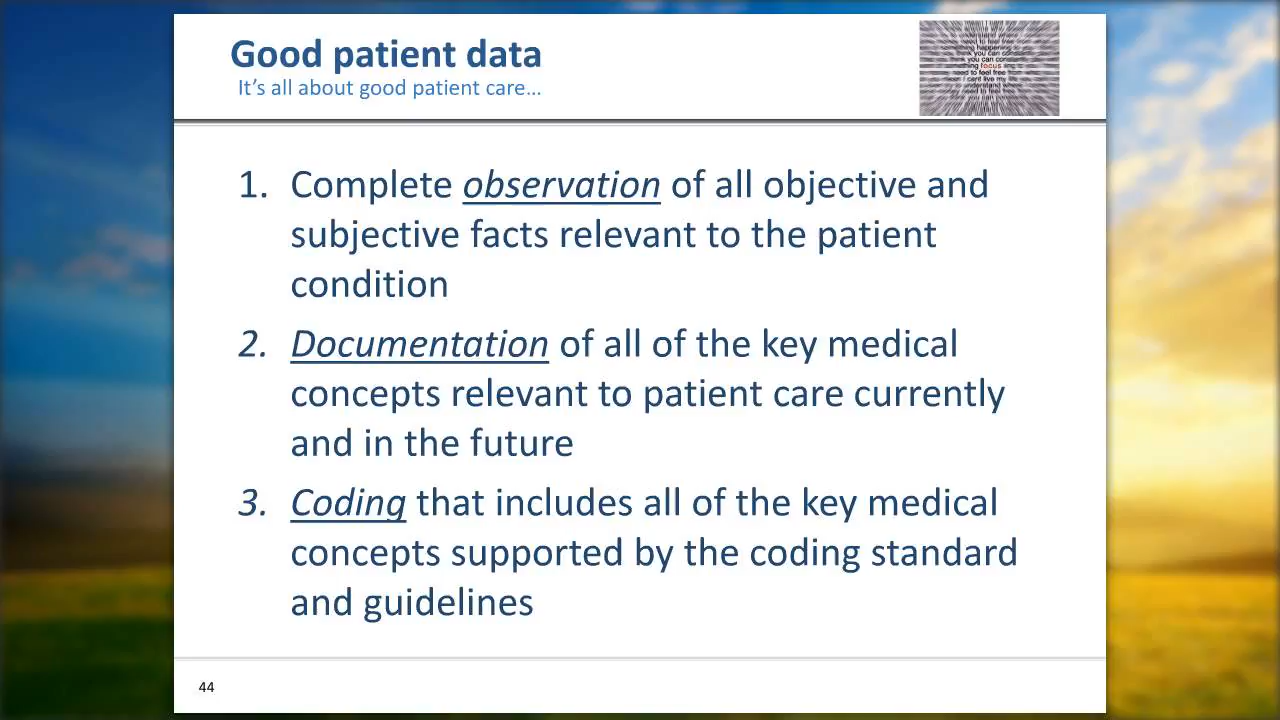 Good patient data
It's all about good patient care…
focus
1. Complete observation of all objective and
subjective facts relevant to the patient
condition
2. Documentation of all of the key medical
concepts relevant to patient care currently
and in the future
3. Coding that includes all of the key medical
concepts supported by the coding standard
and guidelines
44